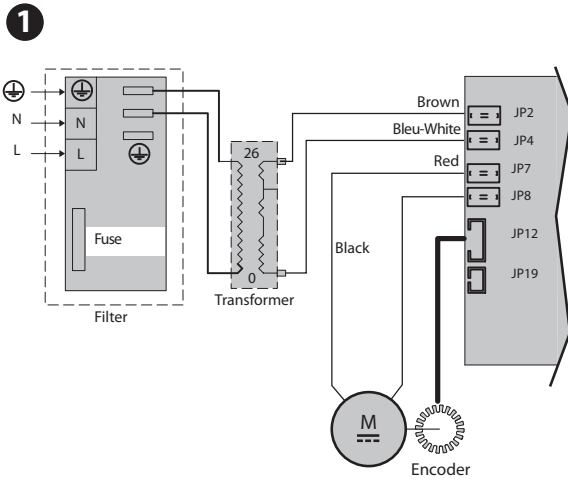 1
Brown
JP2
Bleu-White
JP4
Red
JP7
JP8
JP12
JP19
N
L
N
L
26
0
Fuse
Black
Transformer
Filter
M
Encoder